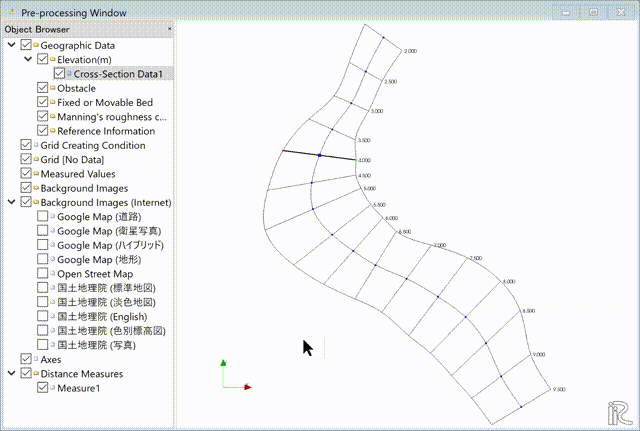 Pre-processing Window
Object Browser
Geographic Data
Elevation(m)
Cross-Section Data1
Obstacle
Fixed or Movable Bed
Manning's roughness c...
Reference Information
Grid Creating Condition
Grid [No Data]
Measured Values
Background Images
Background Images (Internet)
Google Map (道路)
Google Map (衛星写真)
Google Map (ハイブリッド)
Google Map (地形)
Open Street Map
国土地理院 (標準地図)
国土地理院 (淡色地図)
国土地理院 (English)
国土地理院 (色別標高図)
国土地理院 (写真)
Axes
Distance Measures
Measure1
2.000
2.500
3.000
3.500
4.000
4.500
5.000
5.500
6.000
6.500
7.000
7.500
8.000
8.500
9.000
9.500
iRIC